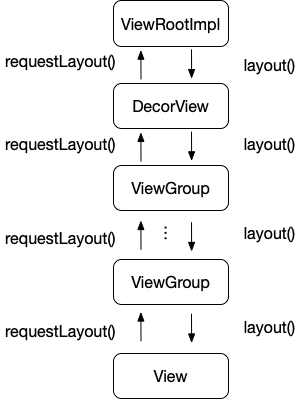 ViewRootImpl
requestLayout()
layout()
DecorView
requestLayout()
layout()
ViewGroup
requestLayout()
⋮
layout()
ViewGroup
requestLayout()
layout()
View